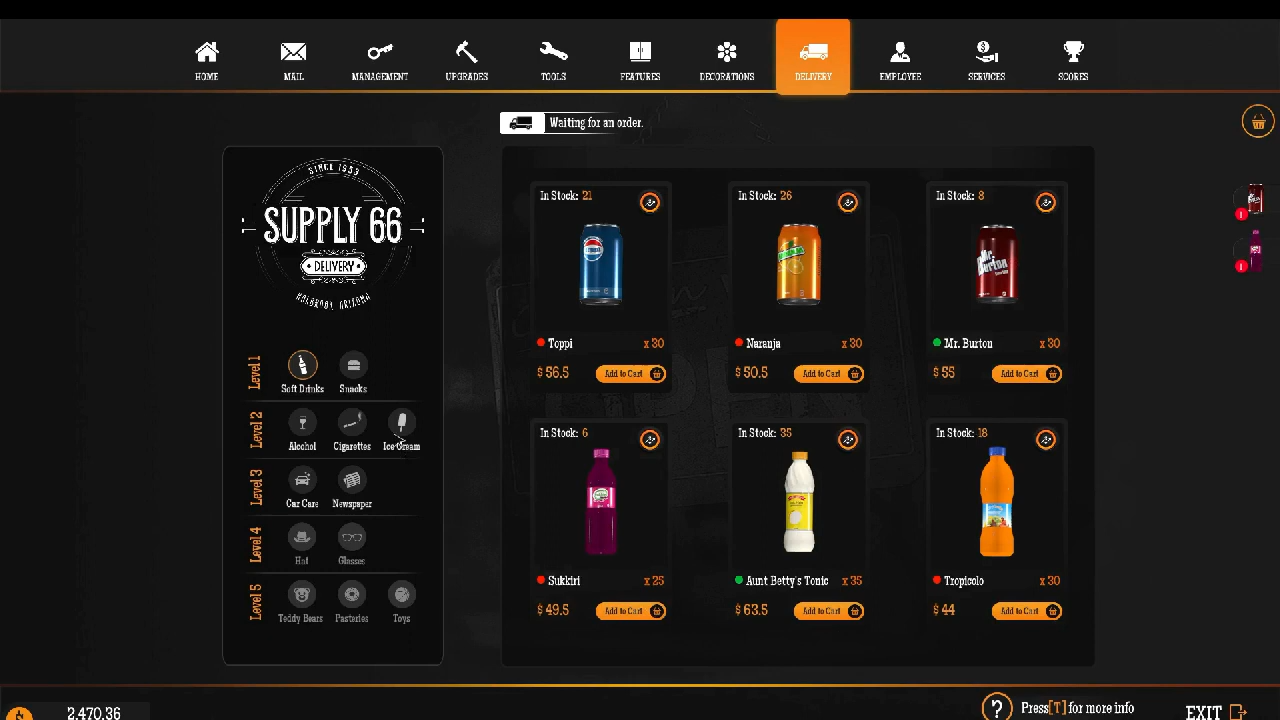 HOME
MAIL
MANAGEMENT
UPGRADES
TOOLS
FEATURES
DECORATIONS
DELIVERY
EMPLOYEE
SERVICES
SCORES
Waiting for an order.
SUPPLY 66
DELIVERY
Level 1
Soft Drinks
Snacks
Level 2
Alcohol
Cigarettes
Ice Cream
Level 3
Car Care
Newspaper
Level 4
Hat
Glasses
Level 5
Teddy Bears
Pasteries
Toys
In Stock: 21
Toppi x 30
$ 56.5 Add to Cart
In Stock: 26
Naranja x 30
$ 50.5 Add to Cart
In Stock: 8
Mr. Burton
Mr. Burton x 30
$ 55 Add to Cart
In Stock: 6
Sukkiri x 25
$ 49.5 Add to Cart
In Stock: 35
Aunt Betty's Tonic x 35
$ 63.5 Add to Cart
In Stock: 18
Tropicolo x 30
$ 44 Add to Cart
2,470.36
? Press[T] for more info
EXIT